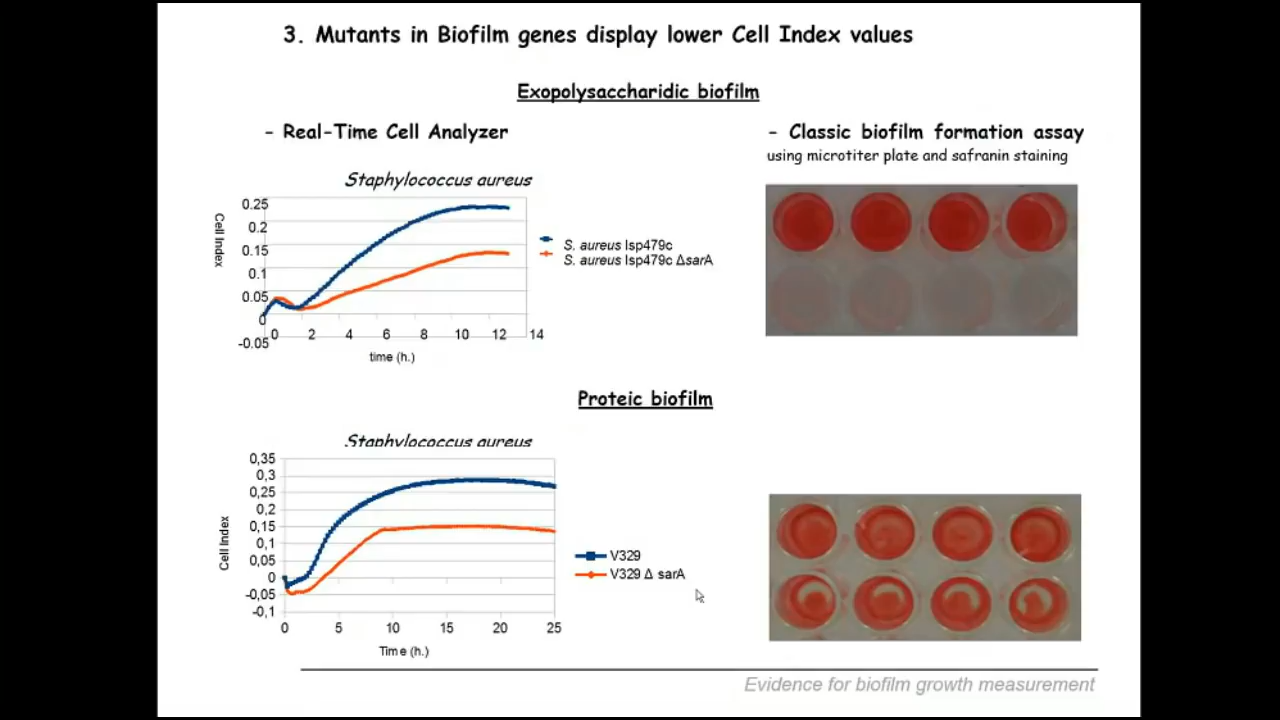 3. Mutants in Biofilm genes display lower Cell Index values
Exopolysaccharidic biofilm
- Real-Time Cell Analyzer
- Classic biofilm formation assay
using microtiter plate and safranin staining
Staphylococcus aureus
Cell Index
0.25
0.2
0.15
0.1
0.05
0
-0.05
0 2 4 6 8 10 12 14
time (h.)
S. aureus Isp479c
S. aureus Isp479c ΔsarA
Proteic biofilm
Staphylococcus aureus
Cell Index
0,35
0,3
0,25
0,2
0,15
0,1
0,05
0
-0,05
-0,1
0 5 10 15 20 25
Time (h.)
V329
V329 Δ sarA
Evidence for biofilm growth measurement